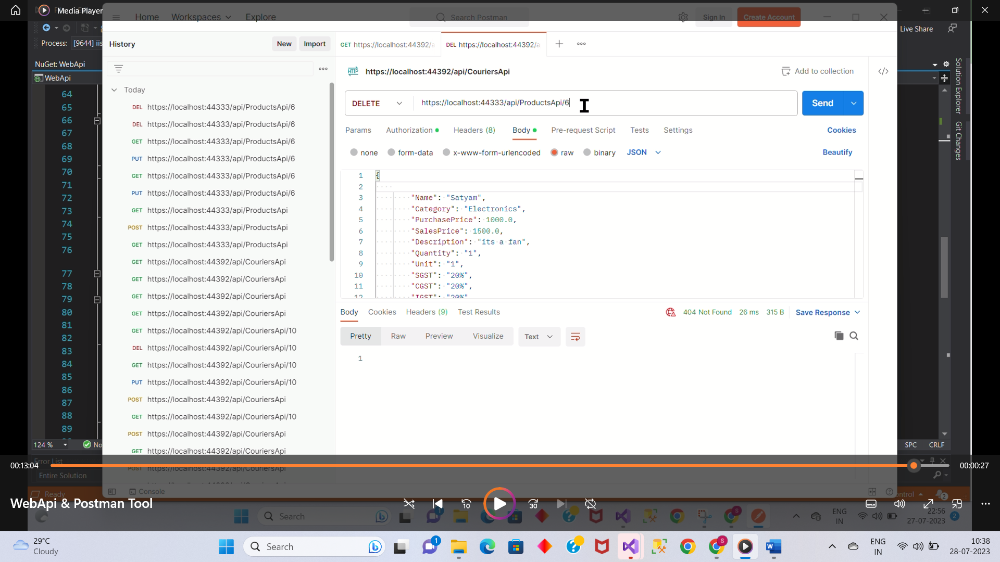 Media Player
Home Workspaces Explore
Search Postman
Sign In
Create Account
Live Share
Process: [9644] iis
History
New
Import
GET https://localhost:44392/a
DEL https://localhost:44392/a
NuGet: WebApi
WebApi
HTTP https://localhost:44392/api/CouriersApi
Add to collection
Today
DELETE https://localhost:44333/api/ProductsApi/6
Send
Params Authorization Headers (8) Body Pre-request Script Tests Settings Cookies
none form-data x-www-form-urlencoded raw binary JSON Beautify
DEL https://localhost:44333/api/ProductsApi/6
DEL https://localhost:44333/api/ProductsApi/6
GET https://localhost:44333/api/ProductsApi/6
PUT https://localhost:44333/api/ProductsApi/6
GET https://localhost:44333/api/ProductsApi/6
PUT https://localhost:44333/api/ProductsApi/6
GET https://localhost:44333/api/ProductsApi
POST https://localhost:44333/api/ProductsApi
GET https://localhost:44333/api/ProductsApi
GET https://localhost:44392/api/CouriersApi
GET https://localhost:44392/api/CouriersApi
GET https://localhost:44392/api/CouriersApi
GET https://localhost:44392/api/CouriersApi
GET https://localhost:44392/api/CouriersApi/10
DEL https://localhost:44392/api/CouriersApi/10
GET https://localhost:44392/api/CouriersApi/10
PUT https://localhost:44392/api/CouriersApi/10
POST https://localhost:44392/api/CouriersApi
GET https://localhost:44392/api/CouriersApi/10
POST https://localhost:44392/api/CouriersApi
GET https://localhost:44392/api/CouriersApi
POST https://localhost:44392/api/CouriersApi
1 {
2
3 "Name": "Satyam",
4 "Category": "Electronics",
5 "PurchasePrice": 1000.0,
6 "SalesPrice": 1500.0,
7 "Description": "its a fan",
8 "Quantity": "1",
9 "Unit": "1",
10 "SGST": "20%",
11 "CGST": "20%",
12 "IGST": "20%"
Body Cookies Headers (9) Test Results
404 Not Found 26 ms 315 B Save Response
Pretty Raw Preview Visualize Text
1
64
65
66
67
68
69
70
71
72
73
74
75
76
77
78
79
80
81
82
83
84
85
86
87
88
89
Solution Explorer
Git Changes
124 %
No
SPC CRLF
Error List
00:13:04
00:00:27
Entire Solution
Console
Ready
ontrol
2
WebApi & Postman Tool
10
30
Search
1
S
ENG
IN
22:56
27-07-2023
2
29°C
Cloudy
Search
1
S
ENG
IN
10:38
28-07-2023